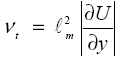 ν_t = ℓ_m^2 |∂U/∂y|